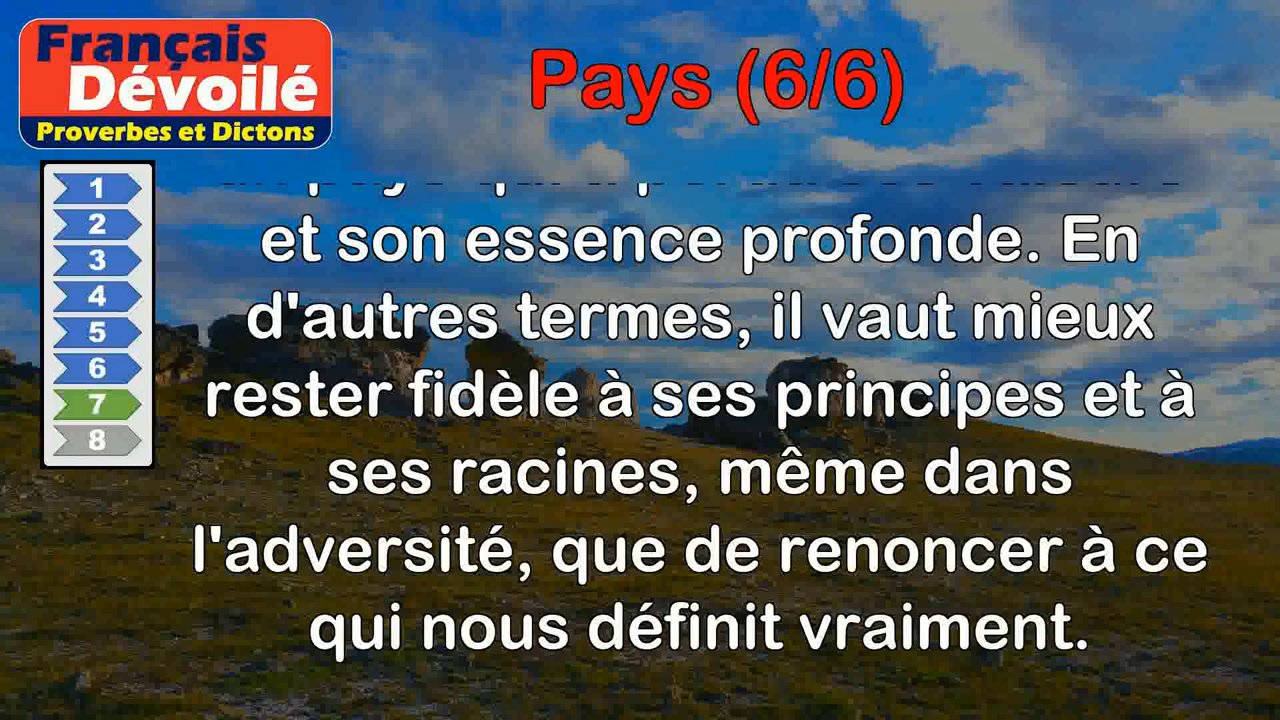 Français
Dévoilé
Proverbes et Dictons
Pays (6/6)
1
2
3
4
5
6
7
8
et son essence profonde. En
d'autres termes, il vaut mieux
rester fidèle à ses principes et à
ses racines, même dans
l'adversité, que de renoncer à ce
qui nous définit vraiment.